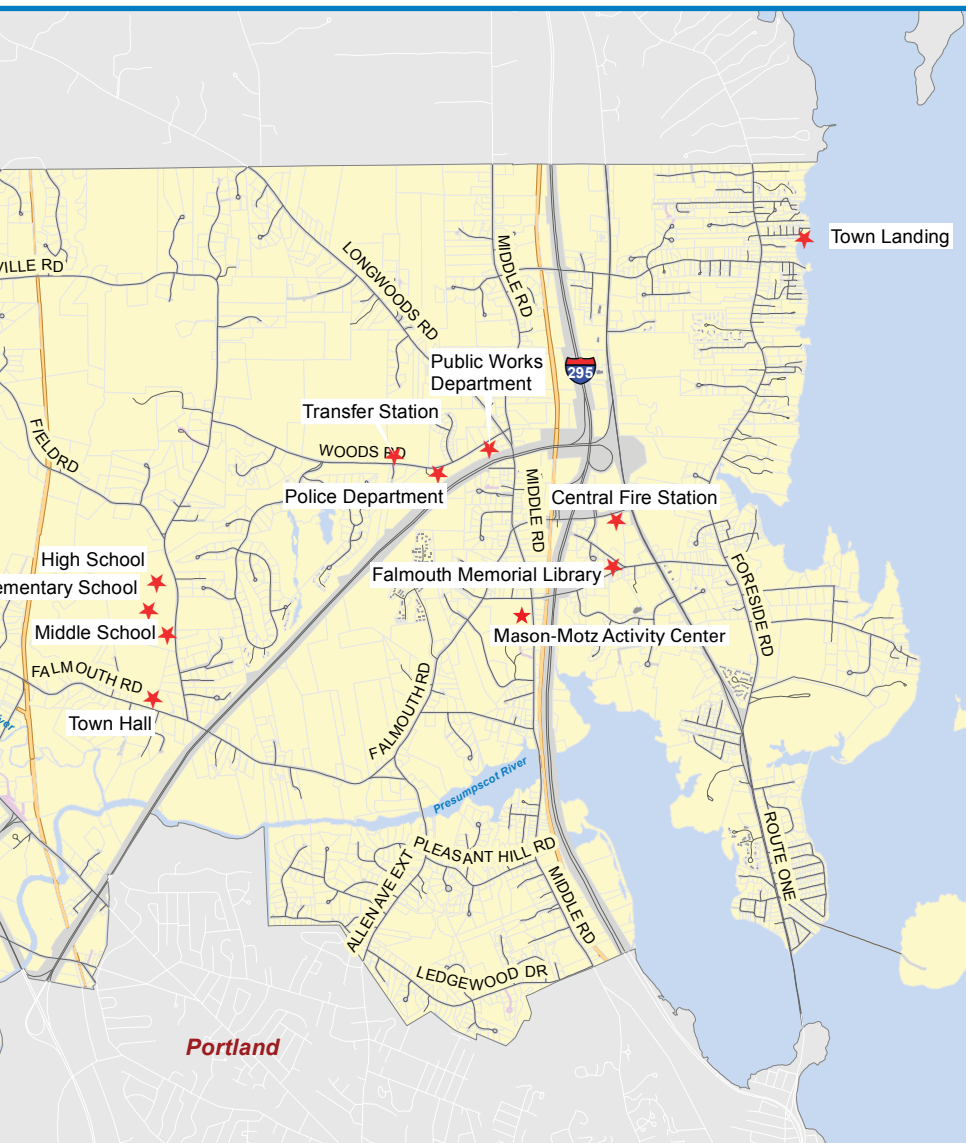 Town Landing
VILLE RD
LONGWOODS RD
MIDDLE RD
Public Works
Department
295
Transfer Station
FIELD RD
WOODS RD
Police Department
MIDDLE RD
Central Fire Station
High School
Falmouth Memorial Library
ementary School
FORESIDE RD
Middle School
Mason-Motz Activity Center
FALMOUTH RD
Town Hall
FALMOUTH RD
Presumpscot River
ROUTE ONE
PLEASANT HILL RD
ALLEN AVE EXT
MIDDLE RD
LEDGEWOOD DR
Portland